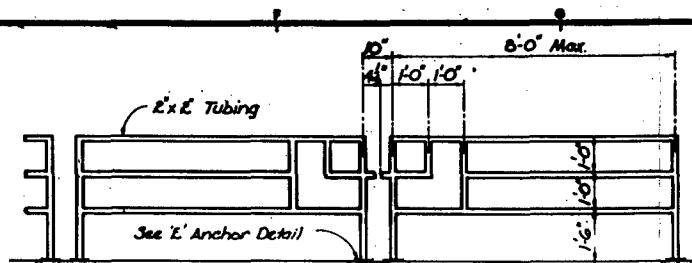 10"
8'-0" Max.
4½"
1'-0"
1'-0"
2"x2" Tubing
1'-0"
1'-0"
1'-6"
See 'E' Anchor Detail